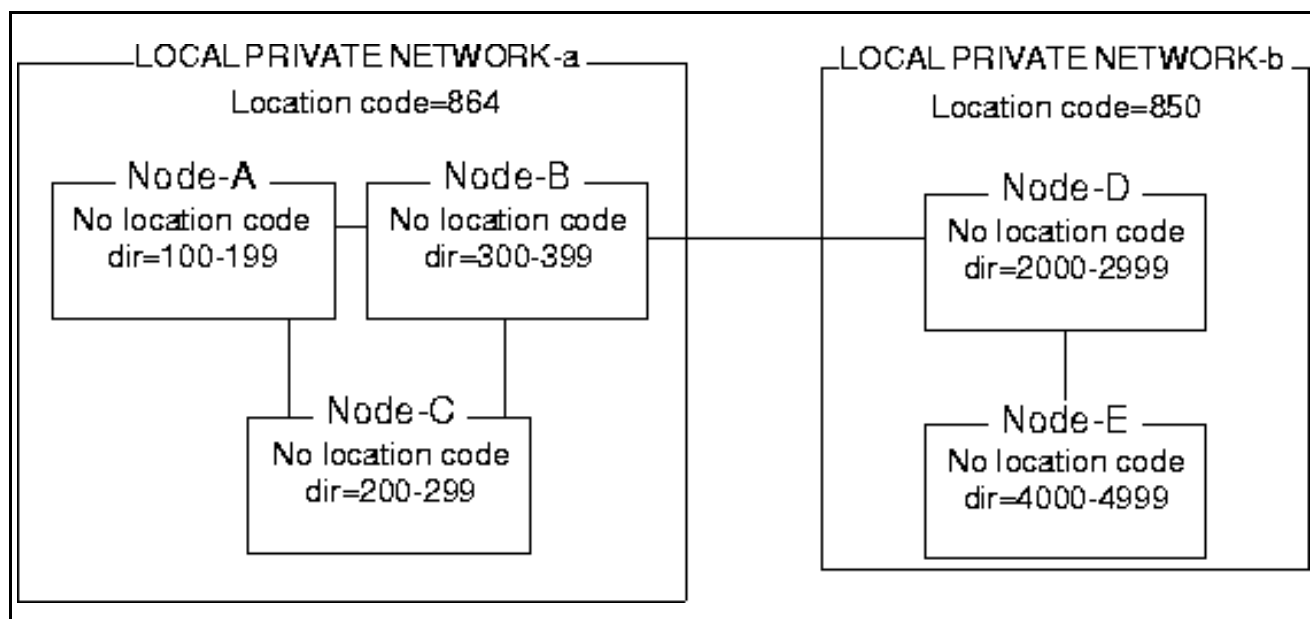 LOCAL PRIVATE NETWORK-a
Location code=864
Node-A
No location code
dir=100-199
Node-B
No location code
dir=300-399
Node-C
No location code
dir=200-299
LOCAL PRIVATE NETWORK-b
Location code=850
Node-D
No location code
dir=2000-2999
Node-E
No location code
dir=4000-4999